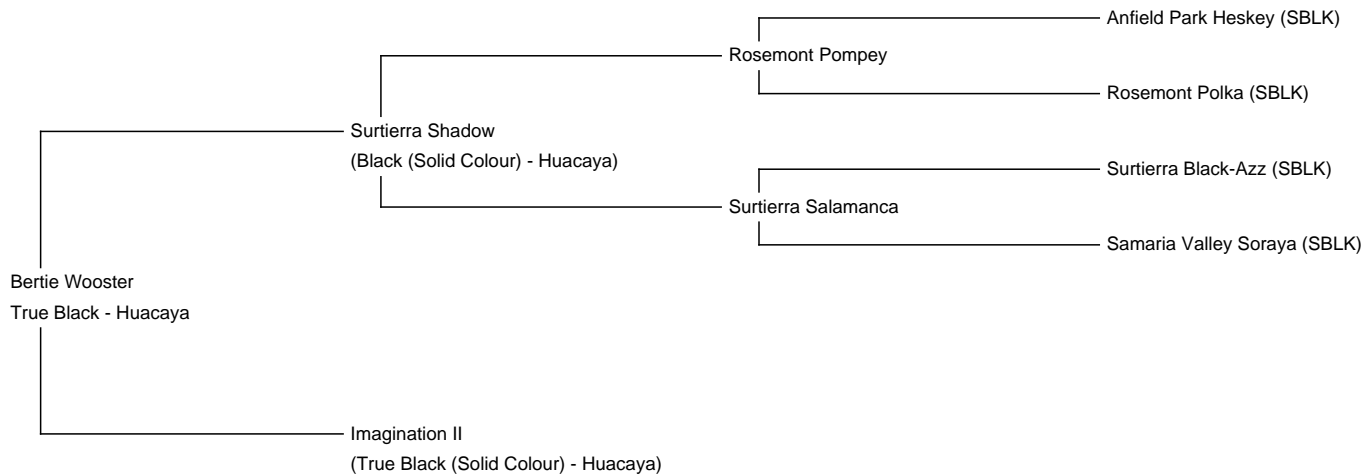 Anfield Park Heskey (SBLK)
Rosemont Pompey
Rosemont Polka (SBLK)
Surtierra Shadow
(Black (Solid Colour) - Huacaya)
Surtierra Black-Azz (SBLK)
Surtierra Salamanca
Samaria Valley Soraya (SBLK)
Bertie Wooster
True Black - Huacaya
Imagination II
(True Black (Solid Colour) - Huacaya)